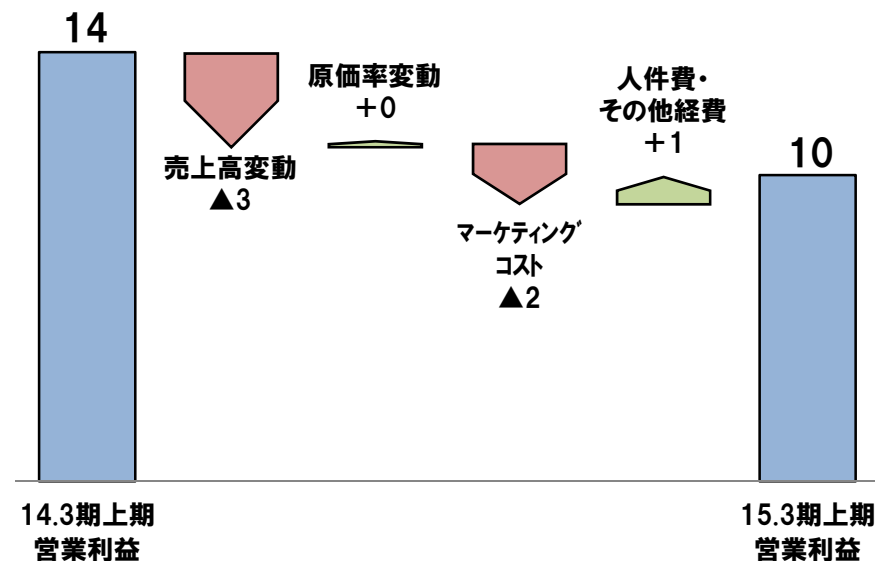 14
売上高変動
▲3
原価率変動
＋0
マーケティング
コスト
▲2
人件費・
その他経費
＋1
10
14.3期上期
営業利益
15.3期上期
営業利益